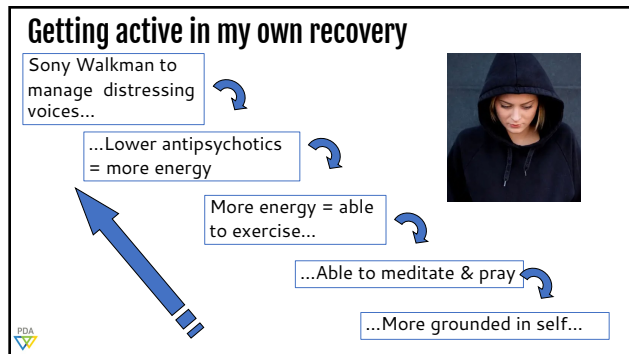 Getting active in my own recovery
Sony Walkman to
manage distressing
voices...
...Lower antipsychotics
= more energy
More energy = able
to exercise...
...Able to meditate & pray
...More grounded in self...
PDA